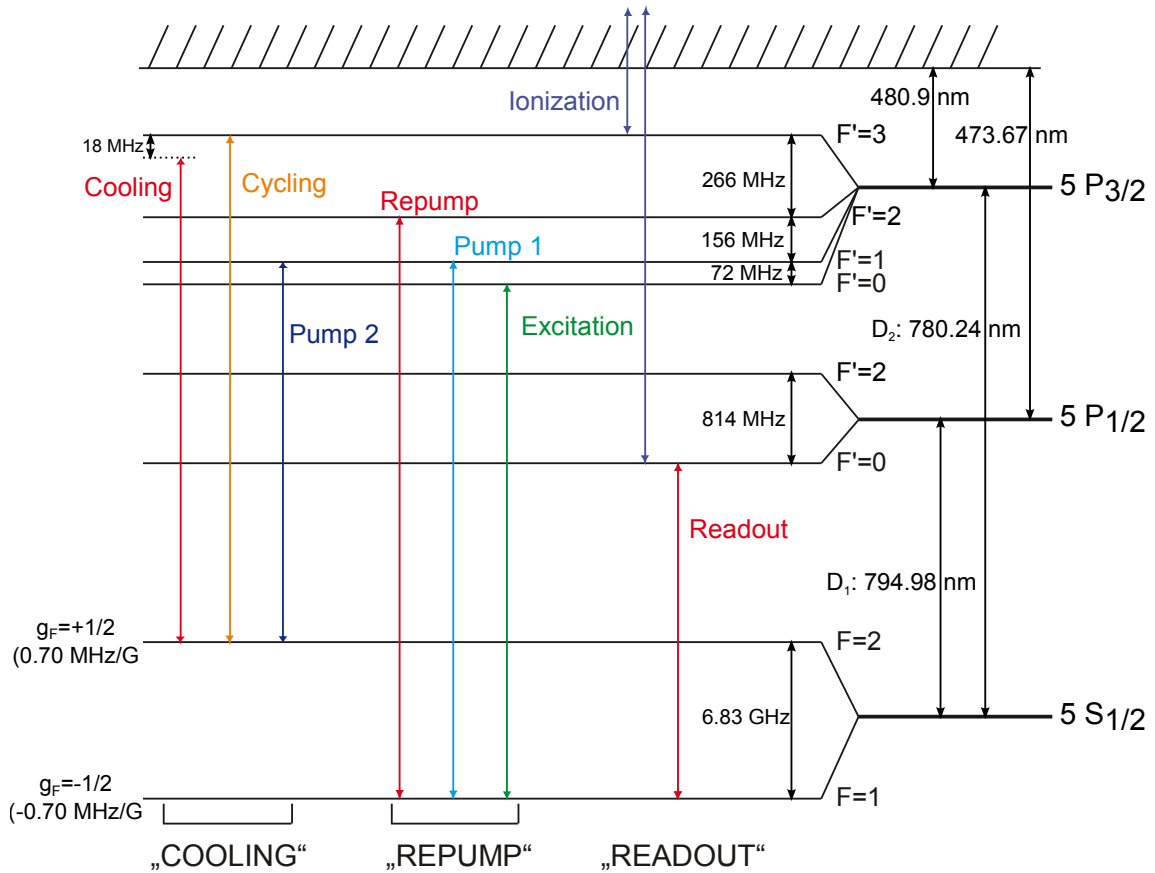 Ionization
480.9 nm
F'=3
473.67 nm
18 MHz
Cooling
Cycling
266 MHz
5 P3/2
Repump
F'=2
Pump 1
156 MHz
F'=1
72 MHz
F'=0
Excitation
Pump 2
D₂: 780.24 nm
F'=2
814 MHz
5 P1/2
F'=0
Readout
D₁: 794.98 nm
gF=+1/2
(0.70 MHz/G
F=2
6.83 GHz
5 S1/2
gF=-1/2
(-0.70 MHz/G
F=1
„COOLING“
„REPUMP“
„READOUT“